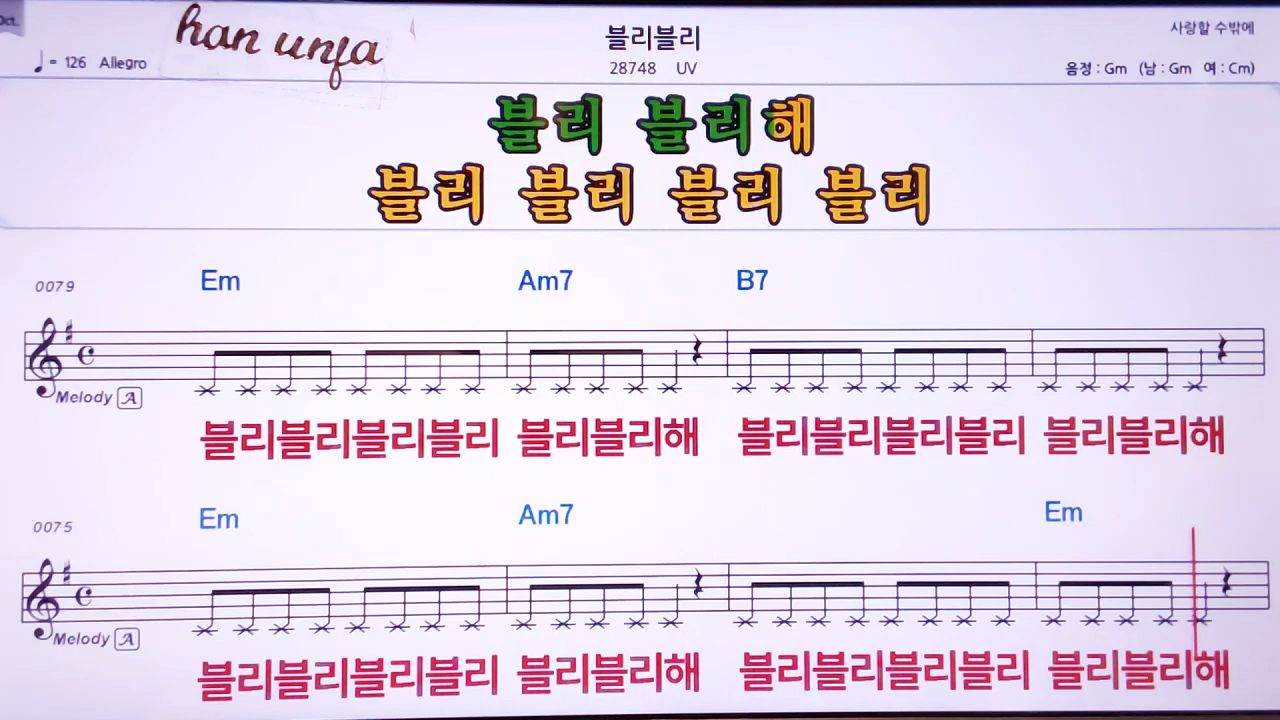 Oct.
han unja
블리블리
사랑할 수밖에
♩= 126 Allegro
28748 UV
음정 : Gm (남 : Gm 여 : Cm)
블리 블리해
블리 블리 블리 블리
0079 Em Am7 B7
Melody A
블리블리블리블리 블리블리해 블리블리블리블리 블리블리해
0075 Em Am7 Em
Melody A
블리블리블리블리 블리블리해 블리블리블리블리 블리블리해